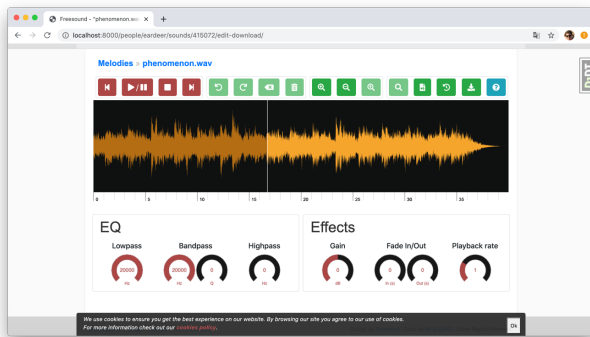 Freesound - "phenomenon.wav
localhost:8000/people/eardeer/sounds/415072/edit-download/
Melodies » phenomenon.wav
0 5 10 15 20 25 30 35
EQ
Lowpass Bandpass Highpass
20000 20000 0 0
Hz Hz Q Hz
Effects
Gain Fade In/Out Playback rate
0 0 0 1
dB In (s) Out (s)
We use cookies to ensure you get the best experience on our website. By browsing our site you agree to our use of cookies.
For more information check out our cookies policy.
Ok